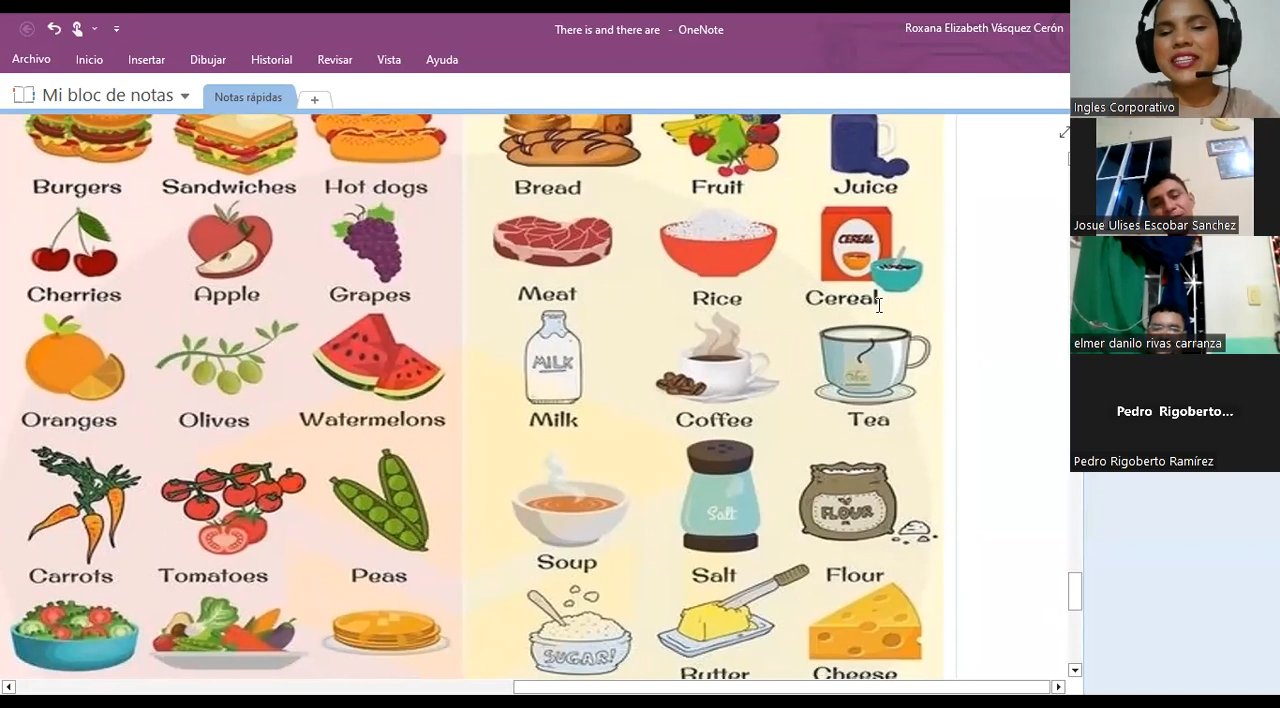 There is and there are - OneNote
Roxana Elizabeth Vásquez Cerón
Archivo Inicio Insertar Dibujar Historial Revisar Vista Ayuda
Mi bloc de notas
Notas rápidas
Burgers Sandwiches Hot dogs Bread Fruit Juice
CEREAL
Cherries Apple Grapes Meat Rice Cereal
MILK
Oranges Olives Watermelons Milk Coffee Tea
Salt
FLOUR
Carrots Tomatoes Peas Soup Salt Flour
SUGAR!
Butter Cheese
Ingles Corporativo
Josue Ulises Escobar Sanchez
elmer danilo rivas carranza
Pedro Rigoberto...
Pedro Rigoberto Ramírez